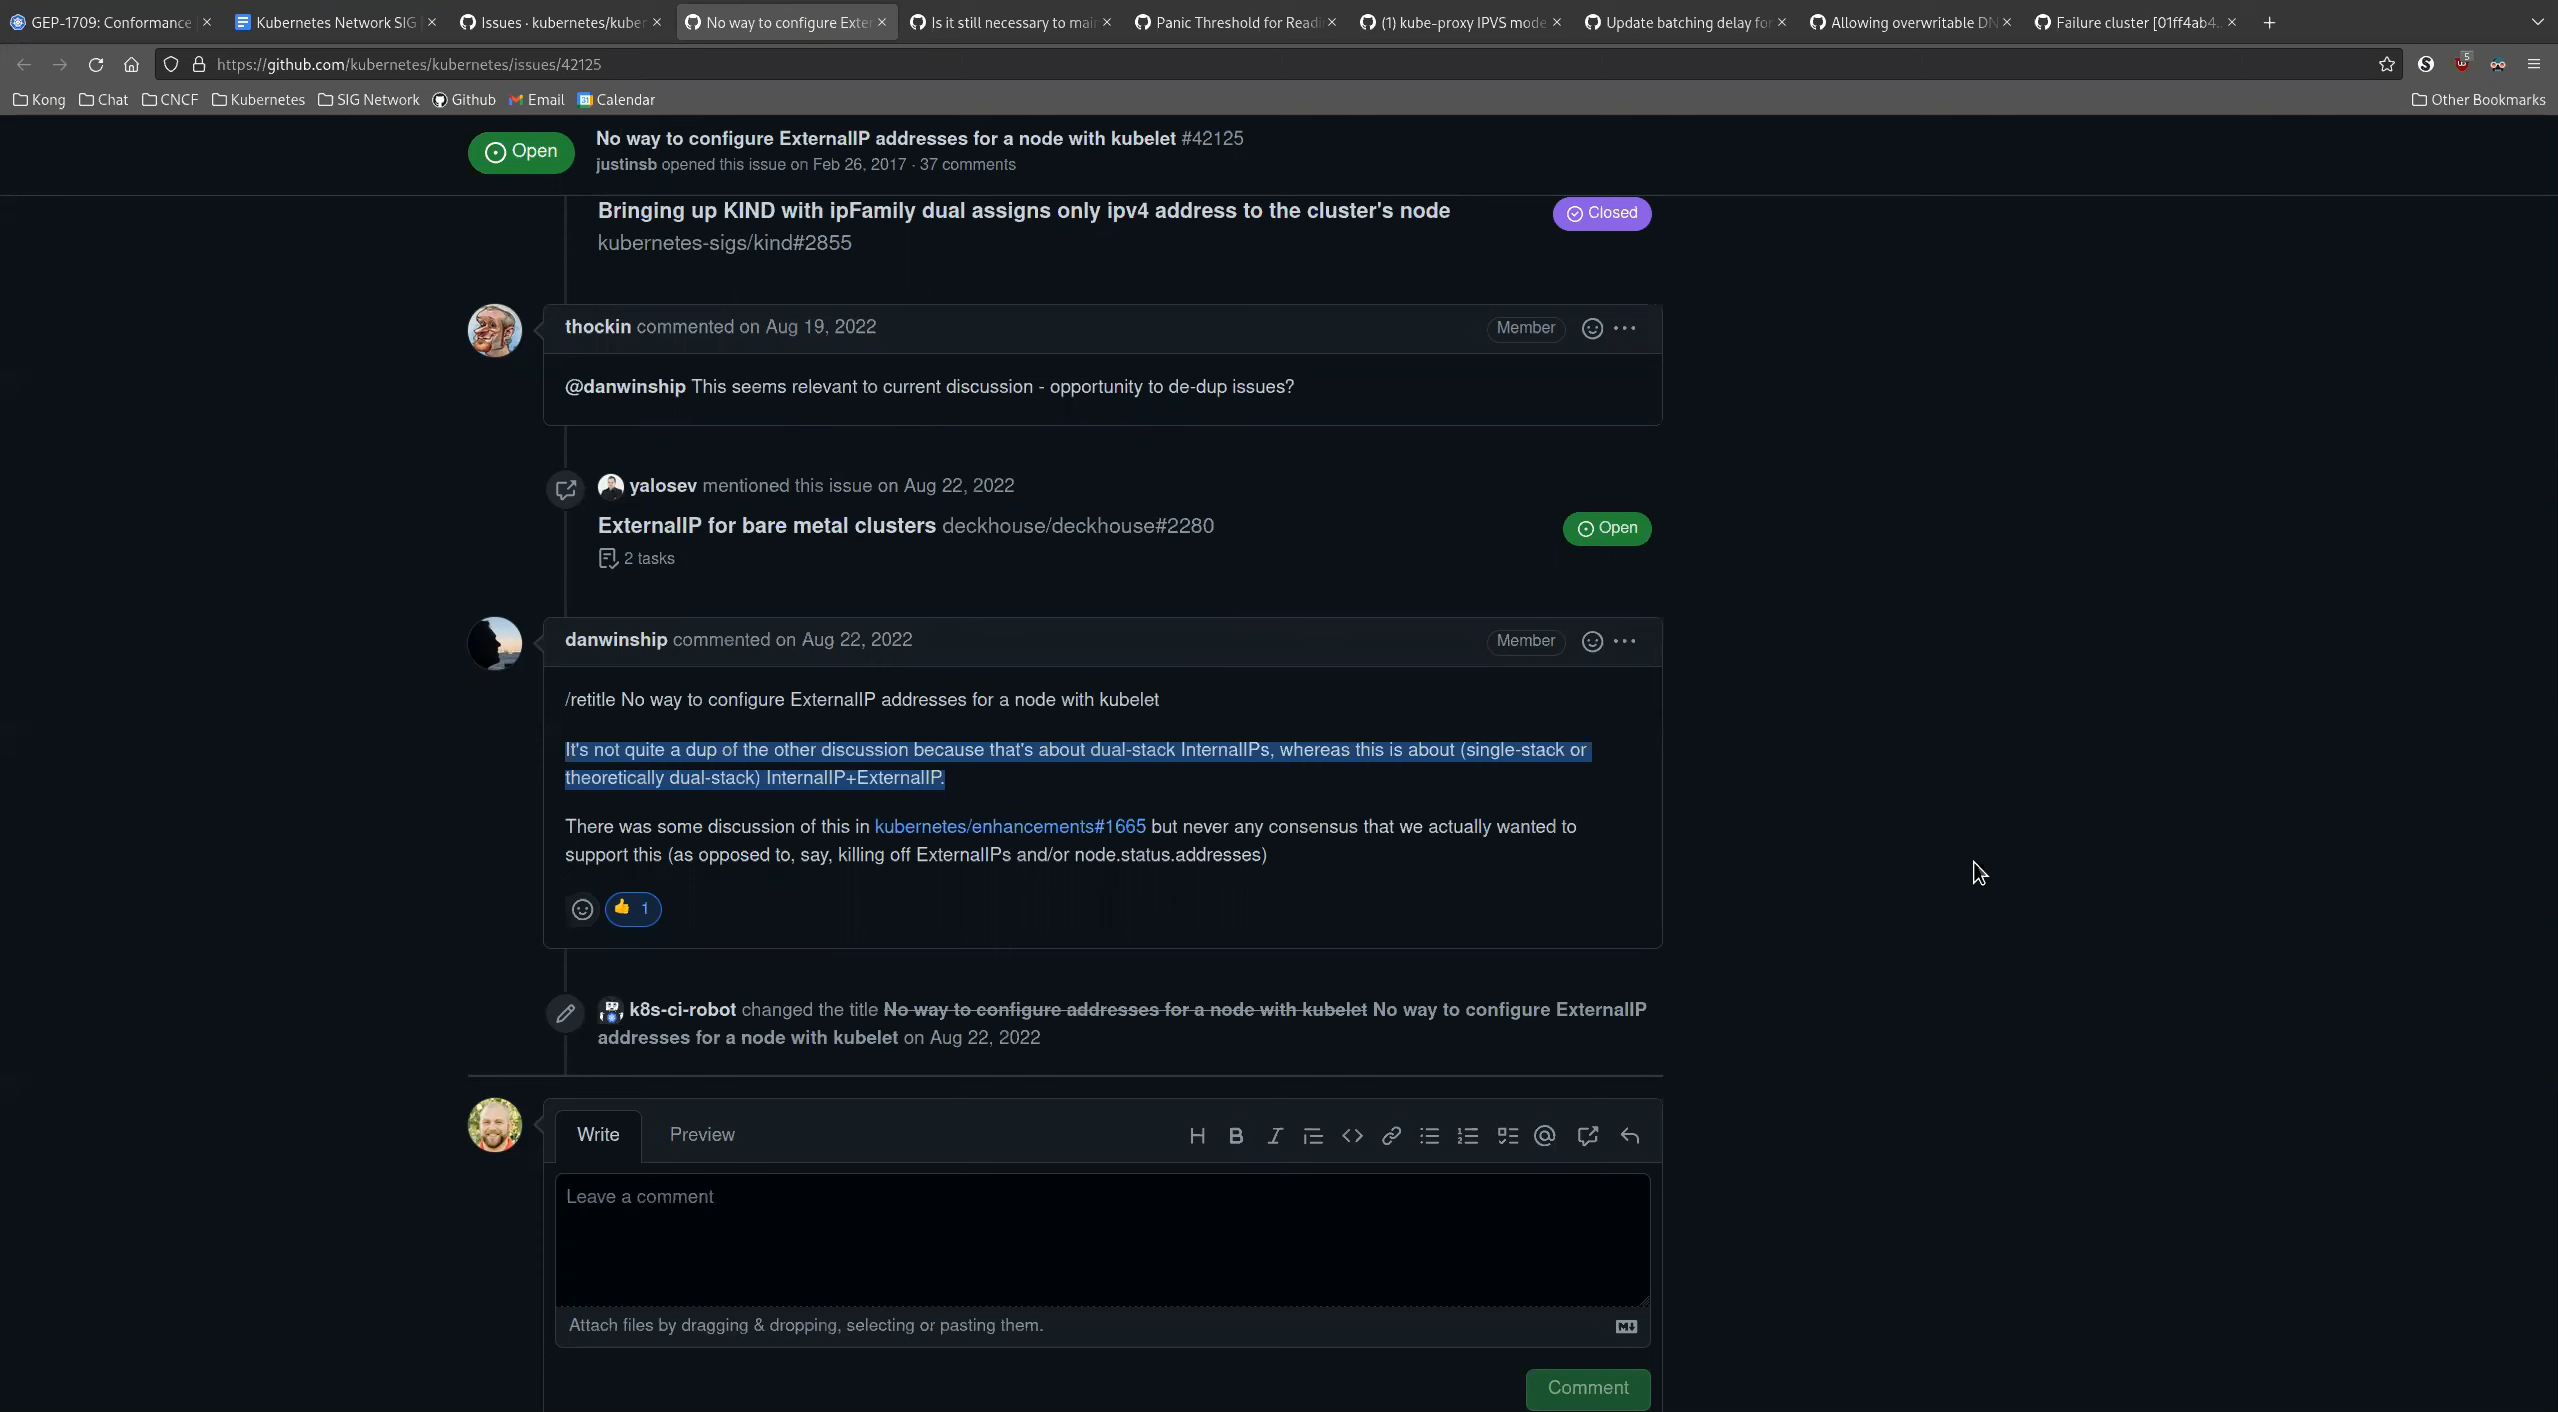 GEP-1709: Conformance
Kubernetes Network SIG
Issues · kubernetes/kuber
No way to configure Exter
Is it still necessary to main
Panic Threshold for Readi
(1) kube-proxy IPVS mode
Update batching delay for
Allowing overwritable DN
Failure cluster [01ff4ab4...
https://github.com/kubernetes/kubernetes/issues/42125
5
Kong Chat CNCF Kubernetes SIG Network Github Email Calendar Other Bookmarks
Open
No way to configure ExternalIP addresses for a node with kubelet #42125
justinsb opened this issue on Feb 26, 2017 · 37 comments
Bringing up KIND with ipFamily dual assigns only ipv4 address to the cluster's node
Closed
kubernetes-sigs/kind#2855
thockin commented on Aug 19, 2022
Member
@danwinship This seems relevant to current discussion - opportunity to de-dup issues?
yalosev mentioned this issue on Aug 22, 2022
ExternalIP for bare metal clusters deckhouse/deckhouse#2280
Open
2 tasks
danwinship commented on Aug 22, 2022
Member
/retitle No way to configure ExternalIP addresses for a node with kubelet
It's not quite a dup of the other discussion because that's about dual-stack InternalIPs, whereas this is about (single-stack or
theoretically dual-stack) InternalIP+ExternalIP.
There was some discussion of this in kubernetes/enhancements#1665 but never any consensus that we actually wanted to
support this (as opposed to, say, killing off ExternalIPs and/or node.status.addresses)
1
k8s-ci-robot changed the title No way to configure addresses for a node with kubelet No way to configure ExternalIP
addresses for a node with kubelet on Aug 22, 2022
Write Preview
Leave a comment
Attach files by dragging & dropping, selecting or pasting them.
Comment